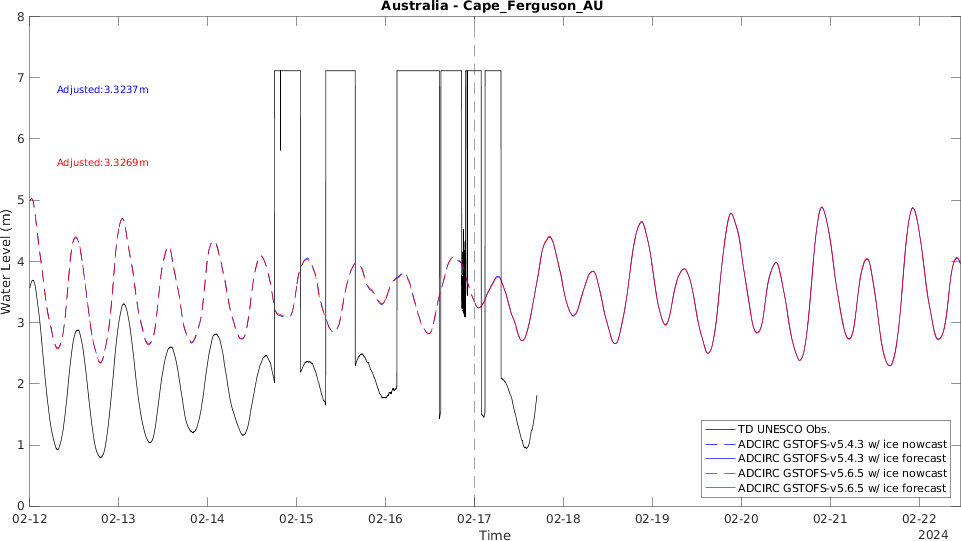 Australia - Cape_Ferguson_AU
8
7
6
5
4
3
2
1
0
Water Level (m)
Adjusted:3.3237m
Adjusted:3.3269m
TD UNESCO Obs.
ADCIRC GSTOFS-v5.4.3 w/ ice nowcast
ADCIRC GSTOFS-v5.4.3 w/ ice forecast
ADCIRC GSTOFS-v5.6.5 w/ ice nowcast
ADCIRC GSTOFS-v5.6.5 w/ ice forecast
02-12 02-13 02-14 02-15 02-16 02-17 02-18 02-19 02-20 02-21 02-22
Time
2024